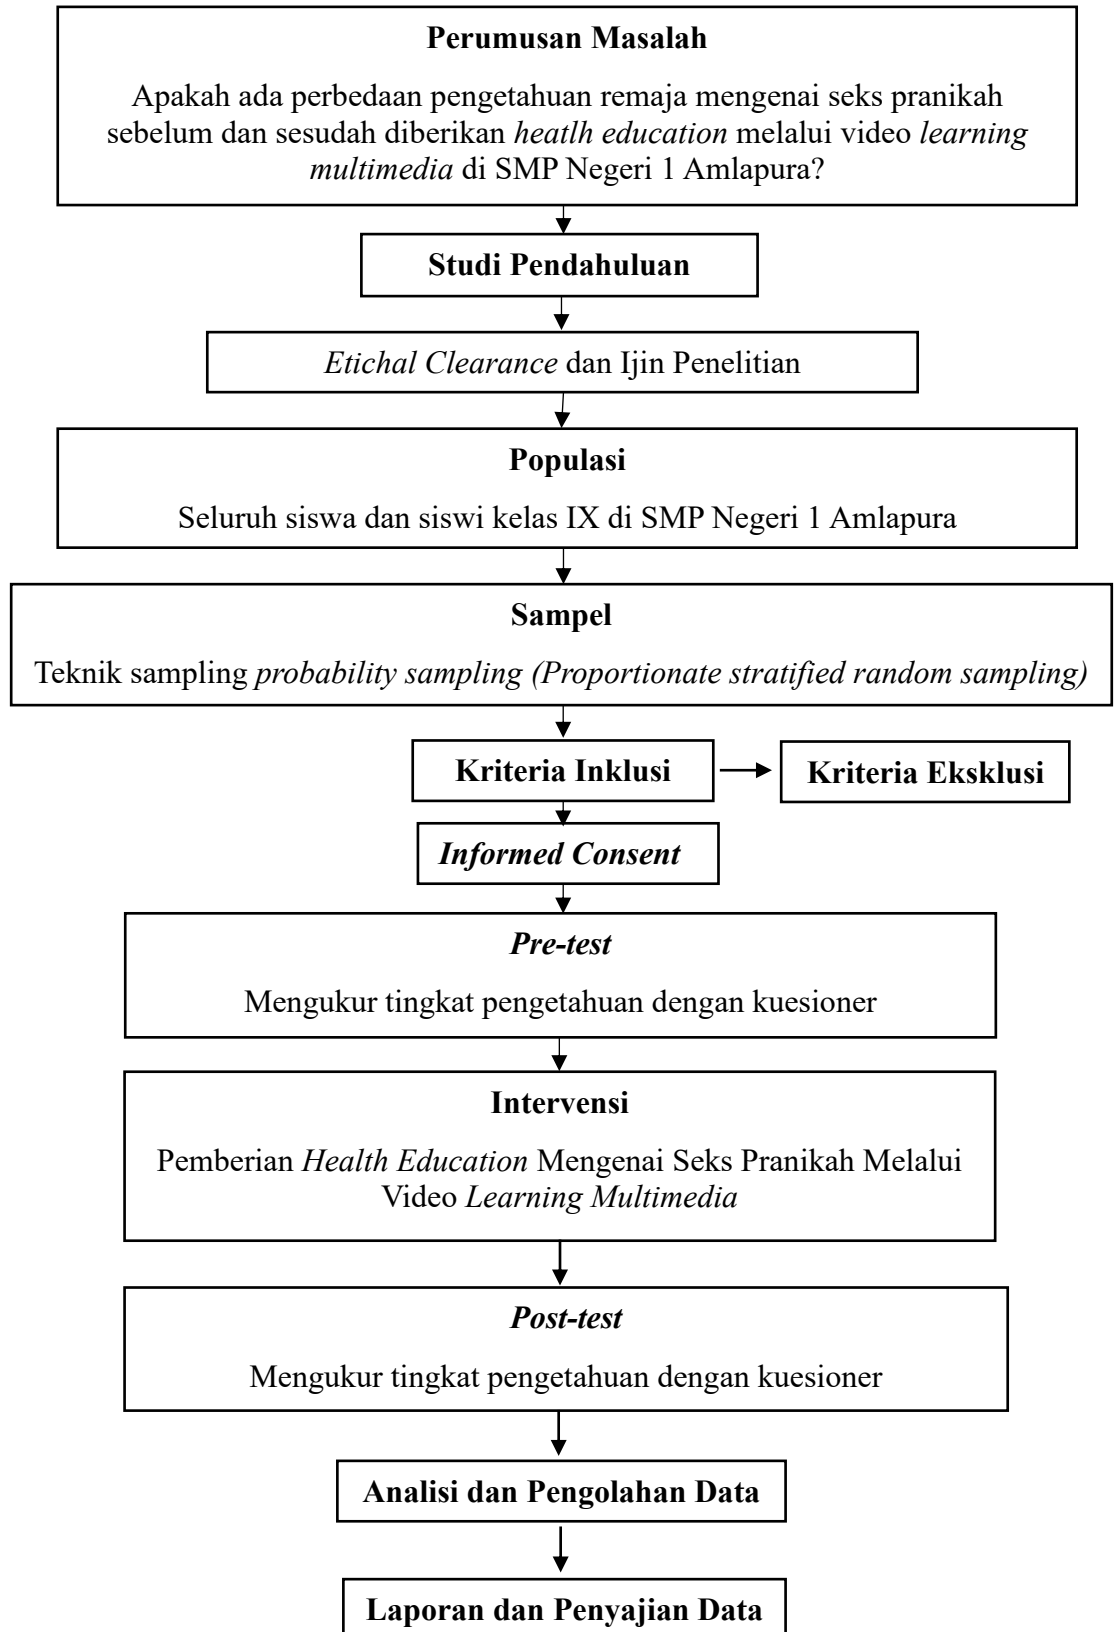 Perumusan Masalah
Apakah ada perbedaan pengetahuan remaja mengenai seks pranikah
sebelum dan sesudah diberikan heatlh education melalui video learning
multimedia di SMP Negeri 1 Amlapura?
Studi Pendahuluan
Etichal Clearance dan Ijin Penelitian
Populasi
Seluruh siswa dan siswi kelas IX di SMP Negeri 1 Amlapura
Sampel
Teknik sampling probability sampling (Proportionate stratified random sampling)
Kriteria Inklusi
Kriteria Eksklusi
Informed Consent
Pre-test
Mengukur tingkat pengetahuan dengan kuesioner
Intervensi
Pemberian Health Education Mengenai Seks Pranikah Melalui
Video Learning Multimedia
Post-test
Mengukur tingkat pengetahuan dengan kuesioner
Analisi dan Pengolahan Data
Laporan dan Penyajian Data